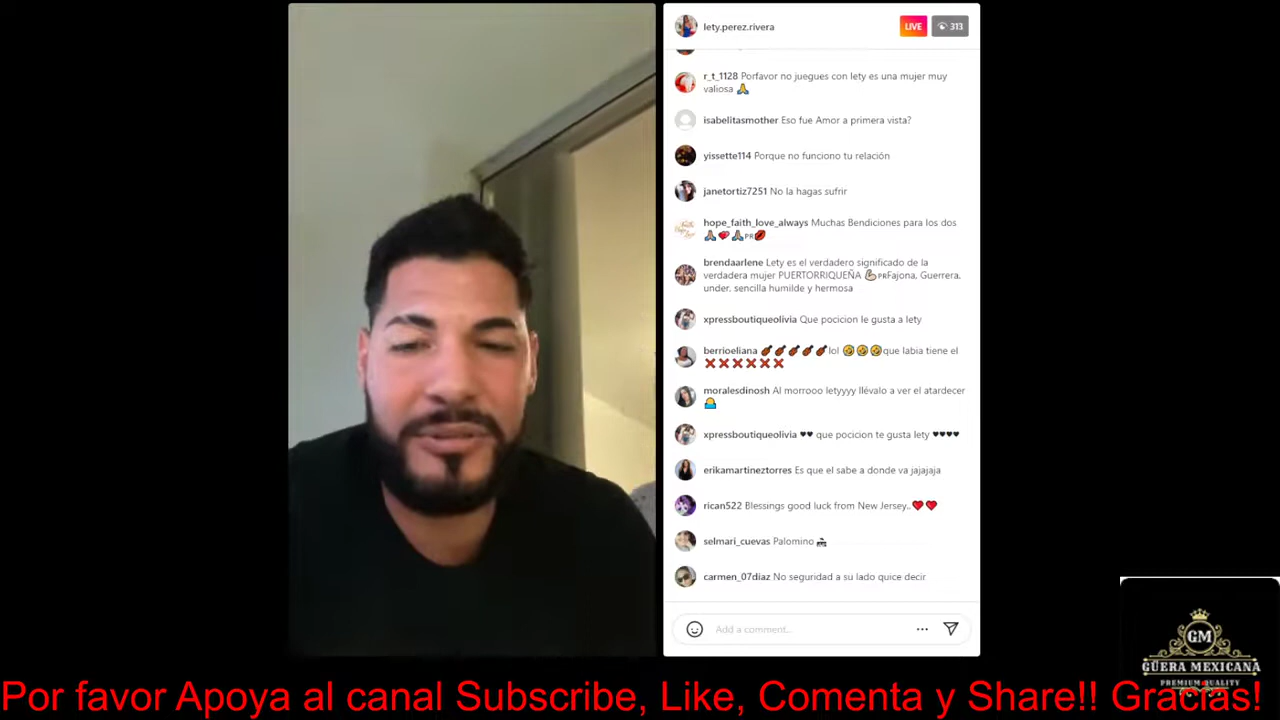 lety.perez.rivera
LIVE
313
r_t_1128 Porfavor no juegues con lety es una mujer muy
valiosa 🙏
isabelitasmother Eso fue Amor a primera vista?
yissette114 Porque no funciono tu relación
janetortiz7251 No la hagas sufrir
hope_faith_love_always Muchas Bendiciones para los dos
🙏🏽💝🙏🏽PR💋
brendaarlene Lety es el verdadero significado de la
verdadera mujer PUERTORRIQUEÑA 💪🏼PRFajona, Guerrera,
under, sencilla humilde y hermosa
xpressboutiqueolivia Que pocicion le gusta a lety
berrioeliana 🍠🍠🍠🍠🍠lol 🤣🤣🤣que labia tiene el
❌❌❌❌❌❌
moralesdinosh Al morrooo letyyyy llévalo a ver el atardecer
🌅
xpressboutiqueolivia ♥♥ que pocicion te gusta lety ♥♥♥♥
erikamartineztorres Es que el sabe a donde va jajajaja
rican522 Blessings good luck from New Jersey..❤❤
selmari_cuevas Palomino
carmen_07diaz No seguridad a su lado quice decir
Add a comment...
GM
GÜERA MEXICANA
PREMIUM QUALITY
Por favor Apoya al canal Subscribe, Like, Comenta y Share!! Gracias!